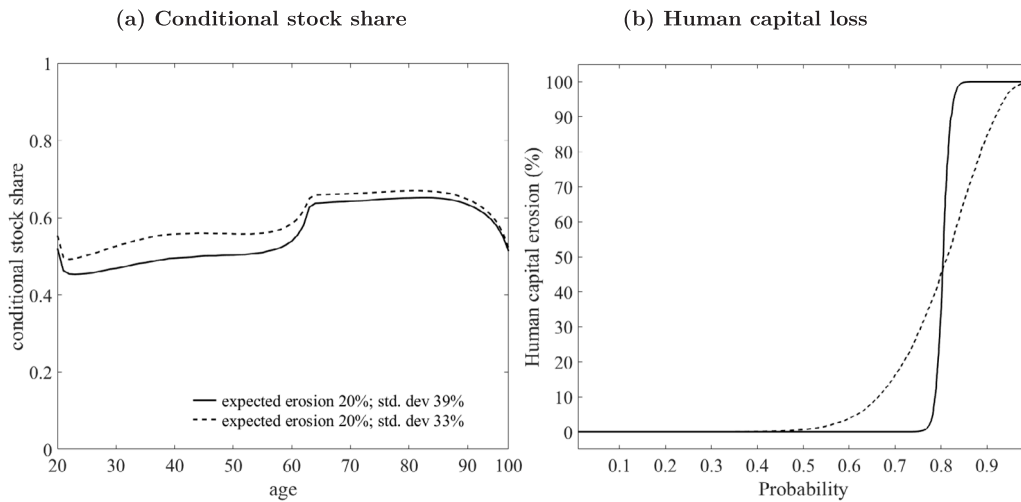 (a) Conditional stock share
1
0.8
0.6
0.4
0.2
0
conditional stock share
20 30 40 50 60 70 80 90 100
age
expected erosion 20%; std. dev 39%
expected erosion 20%; std. dev 33%
(b) Human capital loss
100
90
80
70
60
50
40
30
20
10
0
Human capital erosion (%)
0.1 0.2 0.3 0.4 0.5 0.6 0.7 0.8 0.9
Probability